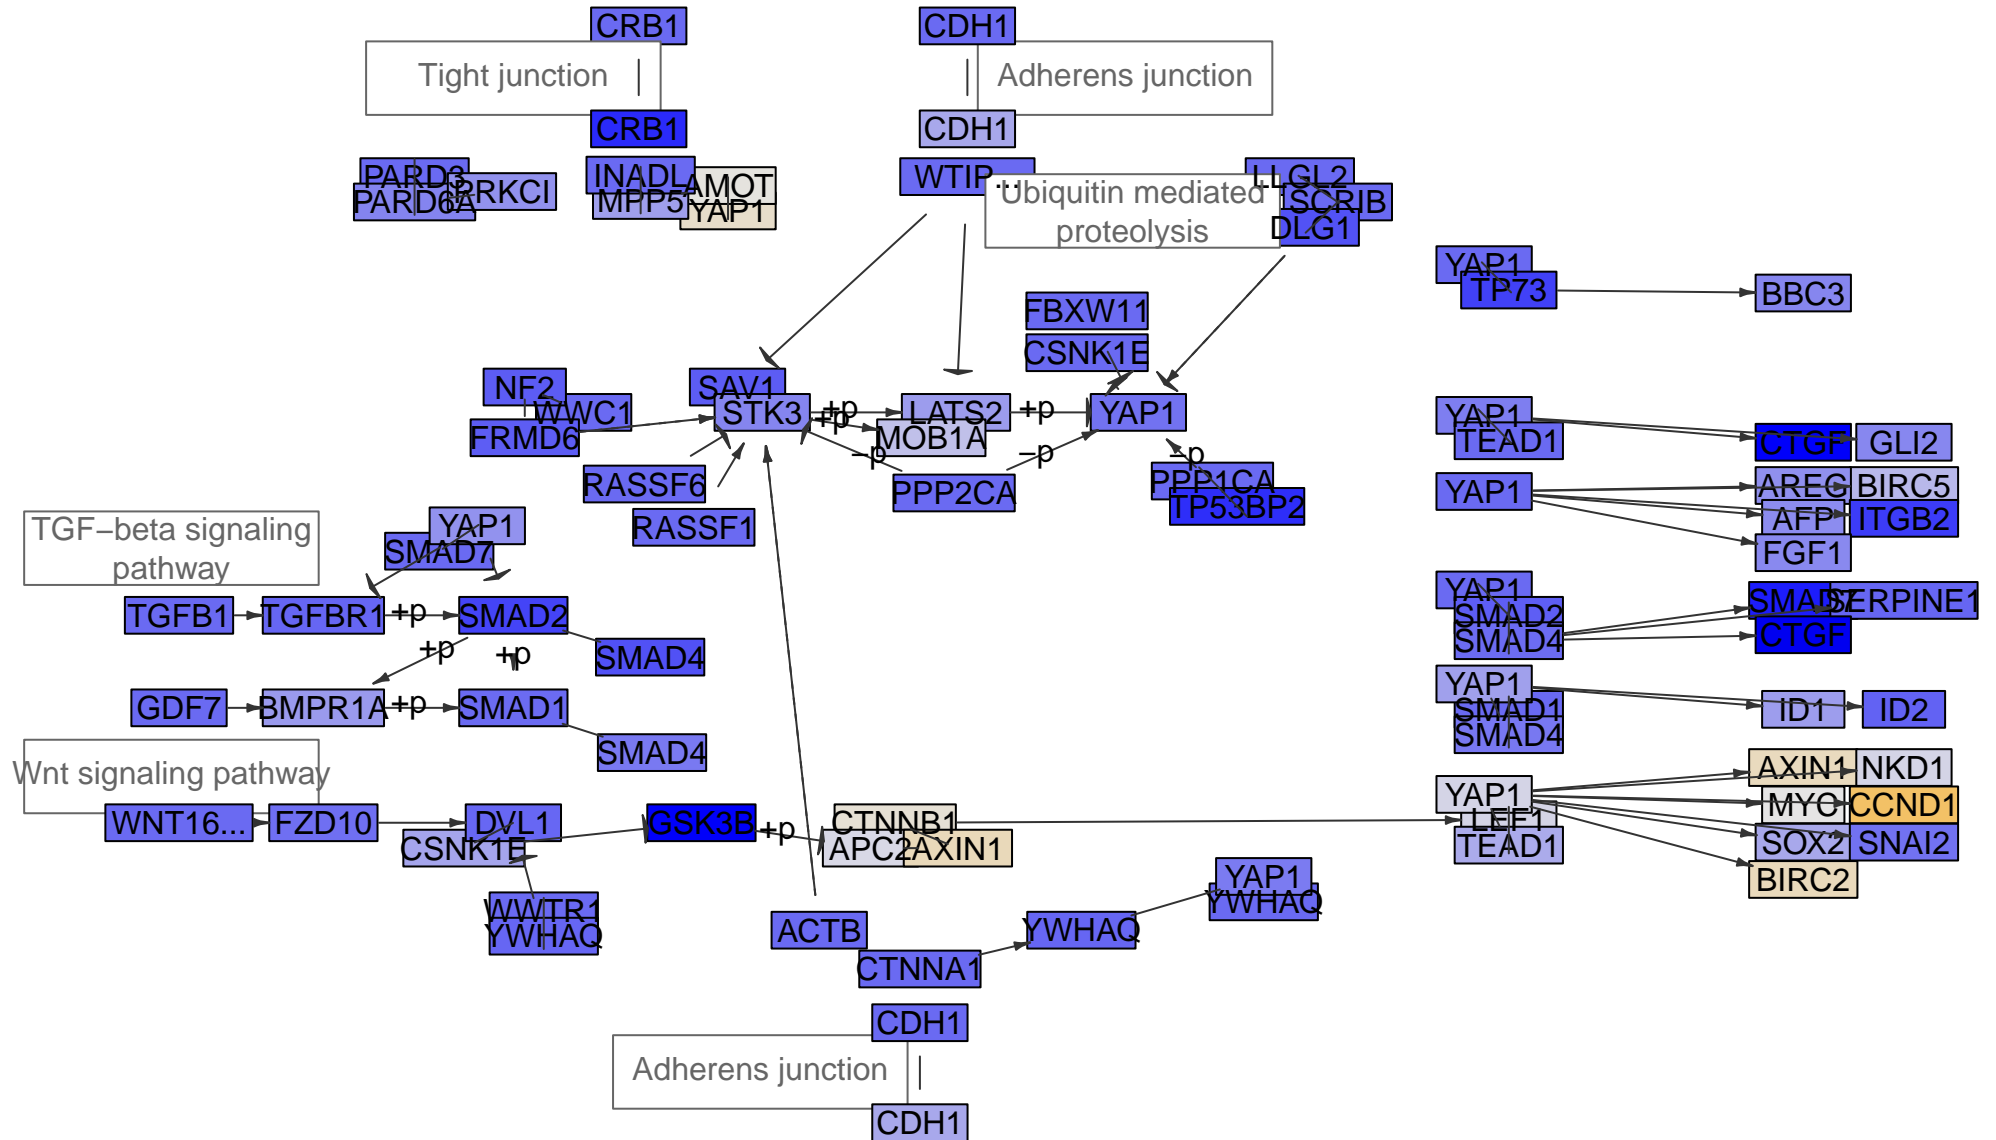 CRB1
CDH1
Tight junction
Adherens junction
CRB1
CDH1
PARD3
PARD6A
PRKCI
INADL
MPP5
AMOT
YAP1
WTIP...
Ubiquitin mediated
proteolysis
LLGL2
SCRIB
DLG1
YAP1
TP73
BBC3
FBXW11
CSNK1E
NF2
WWC1
FRMD6
SAV1
STK3
+p
+p
LATS2
MOB1A
+p
YAP1
−p
−p
−p
RASSF6
RASSF1
PPP2CA
PPP1CA
TP53BP2
YAP1
TEAD1
CTGF
GLI2
YAP1
AREG
BIRC5
AFP
ITGB2
FGF1
TGF−beta signaling
pathway
YAP1
SMAD7
TGFB1
TGFBR1
+p
SMAD2
+p
+p
SMAD4
YAP1
SMAD2
SMAD4
SMAD7
SERPINE1
CTGF
GDF7
BMPR1A
+p
SMAD1
SMAD4
YAP1
SMAD1
SMAD4
ID1
ID2
Wnt signaling pathway
WNT16...
FZD10
DVL1
CSNK1E
GSK3B
+p
CTNNB1
APC2
AXIN1
YAP1
LEF1
TEAD1
AXIN1
NKD1
MYC
CCND1
SOX2
SNAI2
BIRC2
WWTR1
YWHAQ
ACTB
CTNNA1
YWHAQ
YAP1
YWHAQ
CDH1
Adherens junction
CDH1